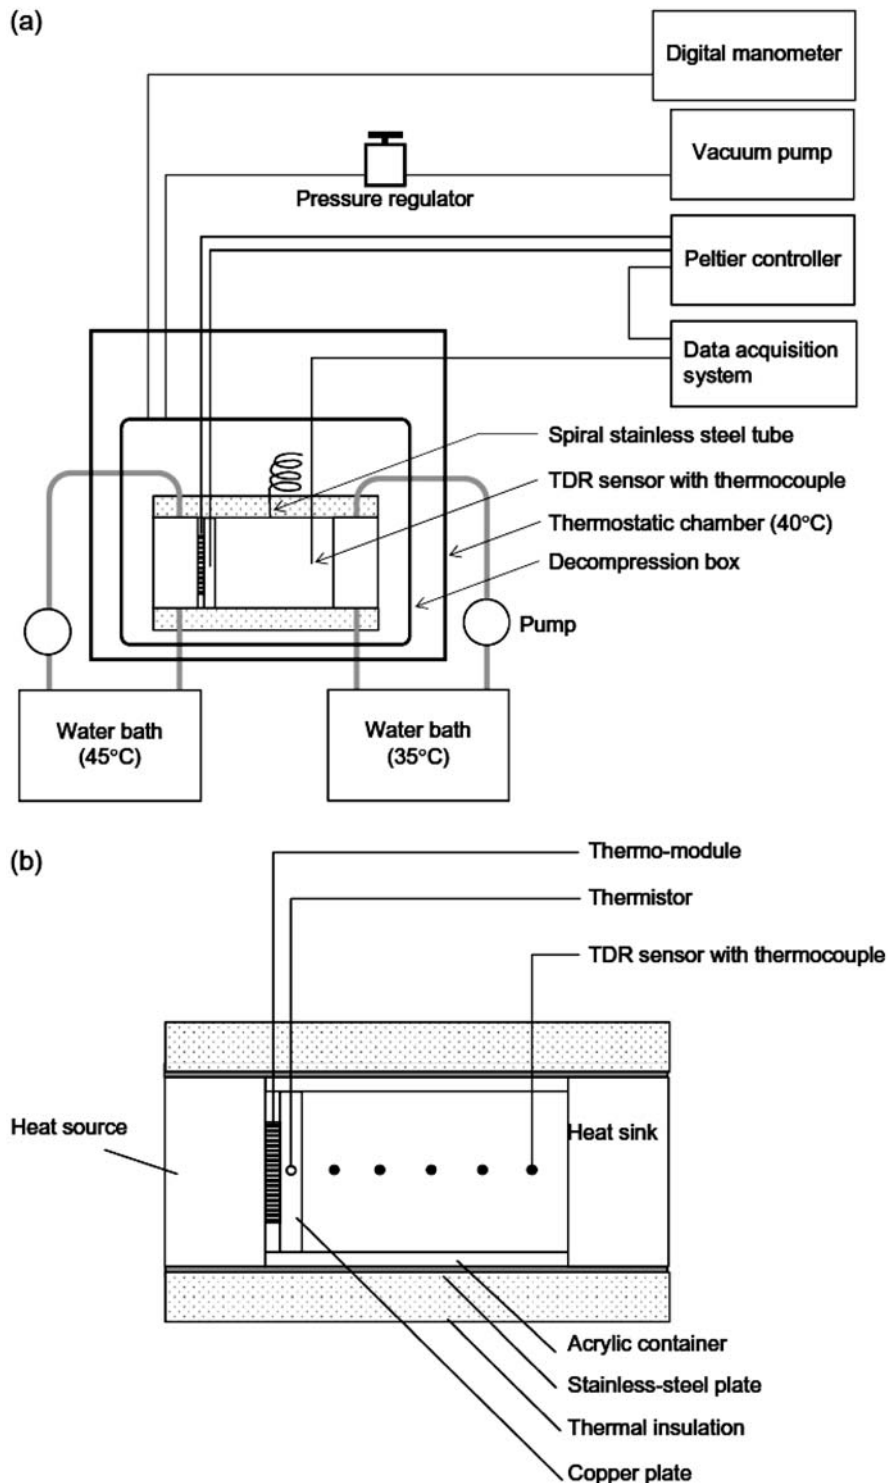 (a)
Digital manometer
Vacuum pump
Pressure regulator
Peltier controller
Data acquisition
system
Spiral stainless steel tube
TDR sensor with thermocouple
Thermostatic chamber (40°C)
Decompression box
Pump
Water bath
(45°C)
Water bath
(35°C)
(b)
Thermo-module
Thermistor
TDR sensor with thermocouple
Heat source
Heat sink
Acrylic container
Stainless-steel plate
Thermal insulation
Copper plate